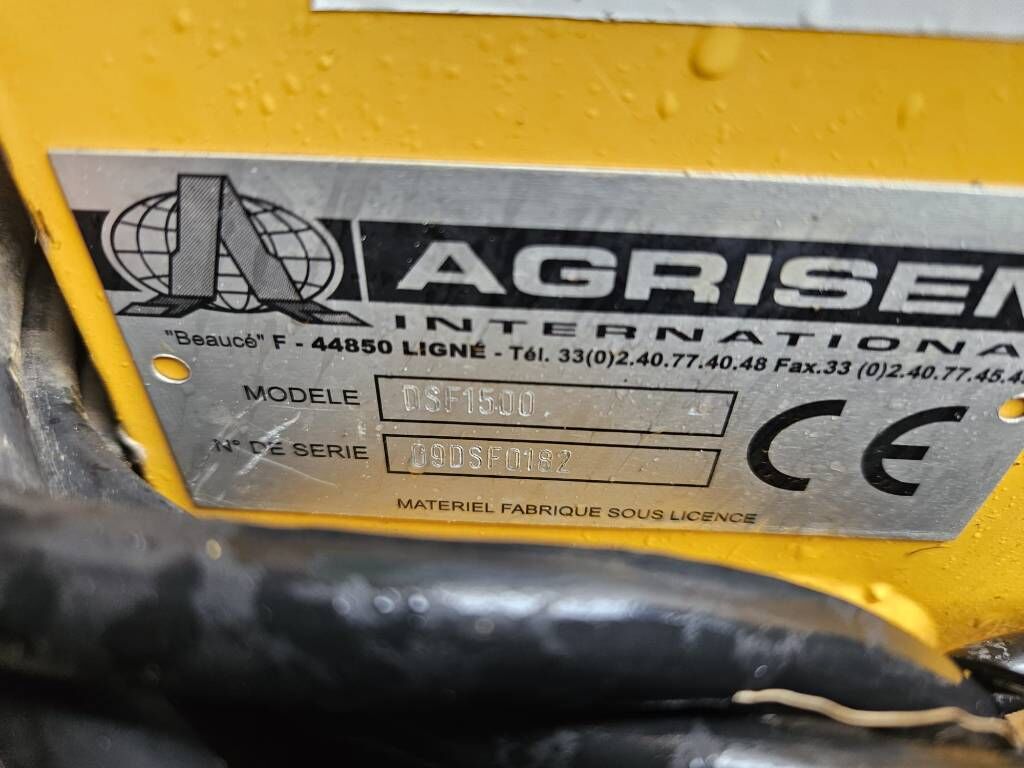 AGRISEM
INTERNATIONA
"Beaucé" F - 44850 LIGNÉ - Tél. 33(0)2.40.77.40.48 Fax.33 (0)2.40.77.45.4
MODELE DSF1500
N° DE SERIE 09DSF0182
CE
MATERIEL FABRIQUE SOUS LICENCE